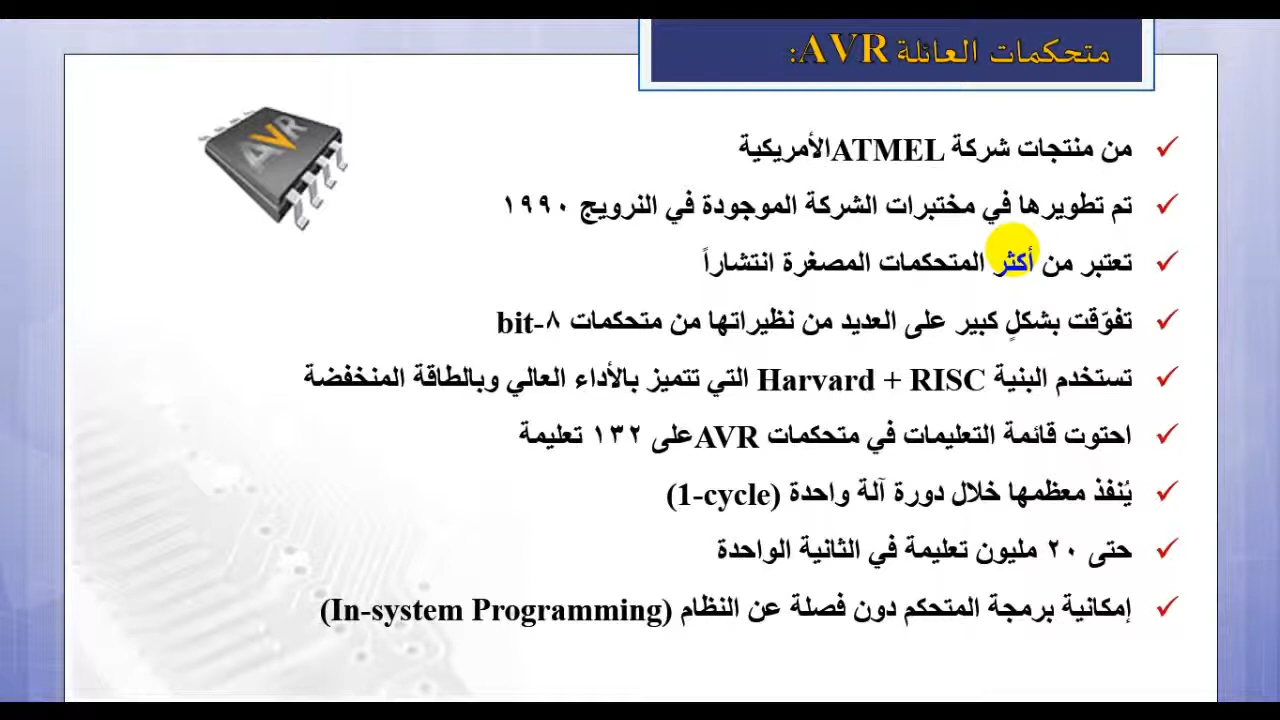 متحكمات العائلة AVR:
AVR
من منتجات شركة ATMELالأمريكية
تم تطويرها في مختبرات الشركة الموجودة في النرويج ١٩٩٠
تعتبر من أكثر المتحكمات المصغرة انتشاراً
تفوّقت بشكلٍ كبير على العديد من نظيراتها من متحكمات ٨-bit
تستخدم البنية Harvard + RISC التي تتميز بالأداء العالي وبالطاقة المنخفضة
احتوت قائمة التعليمات في متحكمات AVRعلى ١٣٢ تعليمة
يُنفذ معظمها خلال دورة آلة واحدة (1-cycle)
حتى ٢٠ مليون تعليمة في الثانية الواحدة
إمكانية برمجة المتحكم دون فصلة عن النظام (In-system Programming)